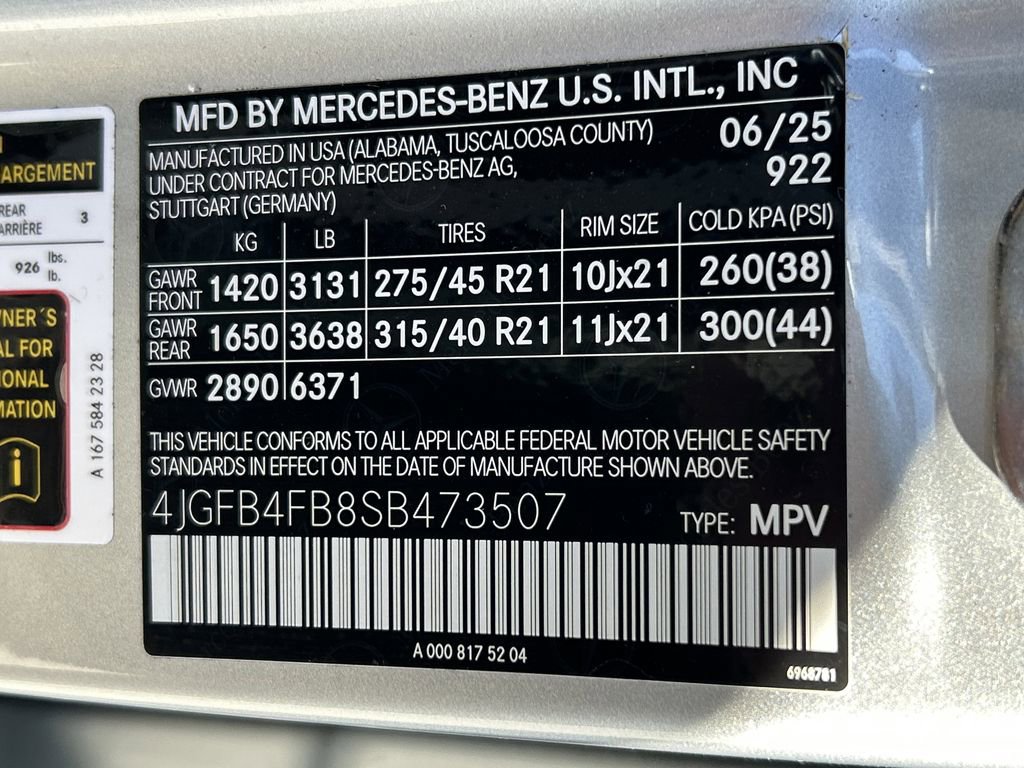 ARGEMENT
REAR
ARRIÈRE 3
926 lbs.
lb.
NER´S
AL FOR
IONAL
MATION
i
A 167 584 23 28
MFD BY MERCEDES-BENZ U.S. INTL., INC
MANUFACTURED IN USA (ALABAMA, TUSCALOOSA COUNTY) 06/25
UNDER CONTRACT FOR MERCEDES-BENZ AG, 922
STUTTGART (GERMANY)
KG LB TIRES RIM SIZE COLD KPA (PSI)
GAWR FRONT 1420 3131 275/45 R21 10Jx21 260(38)
GAWR REAR 1650 3638 315/40 R21 11Jx21 300(44)
GVWR 2890 6371
THIS VEHICLE CONFORMS TO ALL APPLICABLE FEDERAL MOTOR VEHICLE SAFETY
STANDARDS IN EFFECT ON THE DATE OF MANUFACTURE SHOWN ABOVE.
4JGFB4FB8SB473507 TYPE: MPV
A 000 817 52 04
6968781